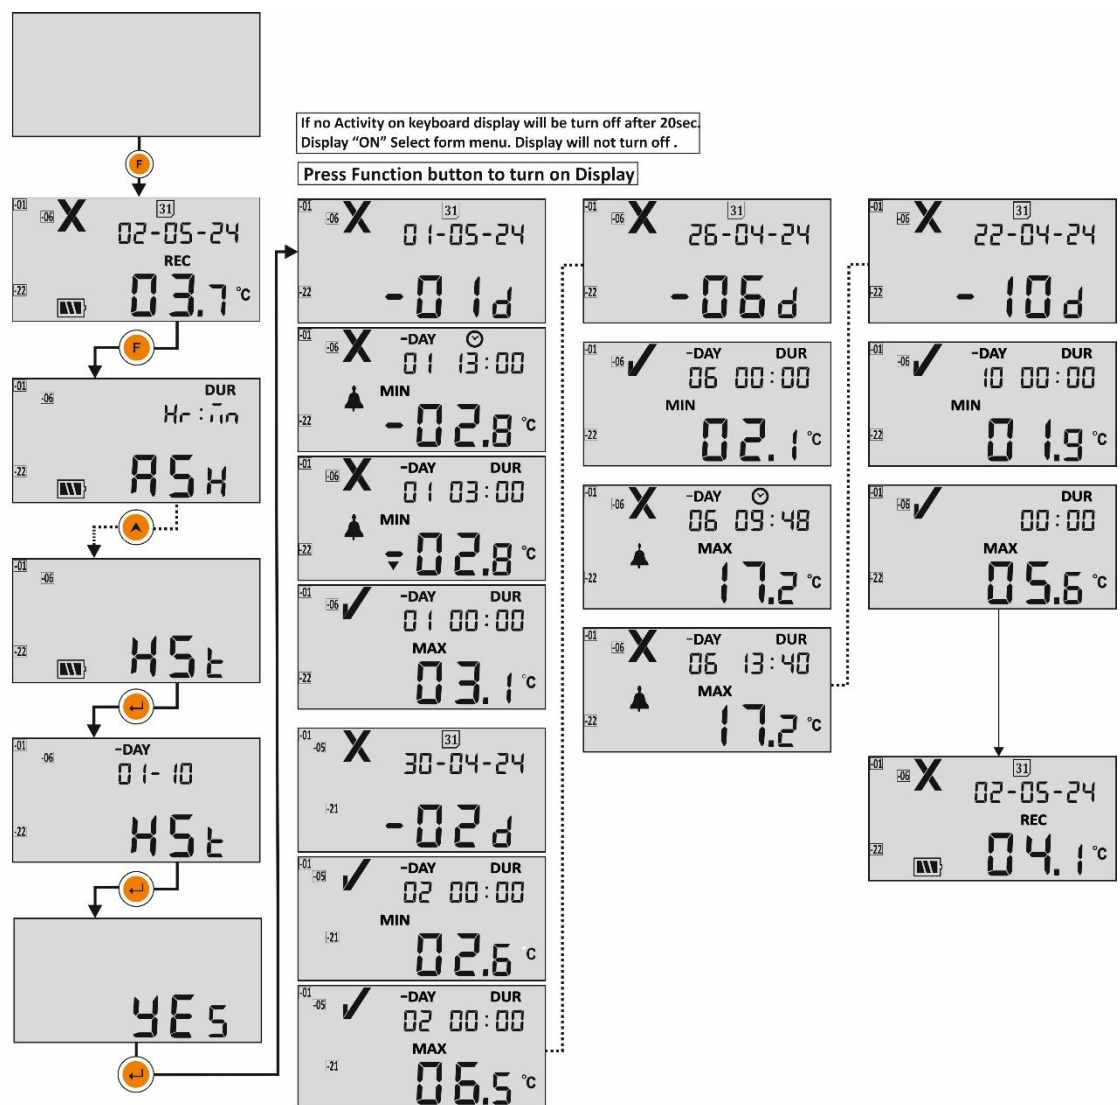 If no Activity on keyboard display will be turn off after 20sec.
Display “ON” Select form menu. Display will not turn off .
Press Function button to turn on Display
F
-01
-06 X
31
02-05-24
REC
-22
03.7 °C
F
-01
-06
DUR
Hr : in
-22
ASH
-01
-06
-22
HSt
-01
-06
-DAY
01-10
-22
HSt
YES
-01
-06 X
31
01-05-24
-22
-01d
-01
-06 X
-DAY
01 13:00
MIN
-22
-02.8 °C
-01
-06 X
-DAY DUR
01 03:00
MIN
-22
-02.8 °C
-01
-06
-DAY DUR
01 00:00
MAX
-22
03.1 °C
-01
-05 X
31
30-04-24
-21
-02d
-01
-05
-DAY DUR
02 00:00
MIN
-21
02.6 °C
-01
-05
-DAY DUR
02 00:00
MAX
-21
06.5 °C
-01
-06 X
31
26-04-24
-22
-06d
-01
-06
-DAY DUR
06 00:00
MIN
-22
02.1 °C
-01
-06 X
-DAY
06 09:48
MAX
-22
17.2 °C
-01
-06 X
-DAY DUR
06 13:40
MAX
-22
17.2 °C
-01
-06 X
31
22-04-24
-22
-10d
-01
-06
-DAY DUR
10 00:00
MIN
-22
01.9 °C
-01
-06
DUR
00:00
MAX
-22
05.6 °C
-01
-06 X
31
02-05-24
REC
-22
04.1 °C